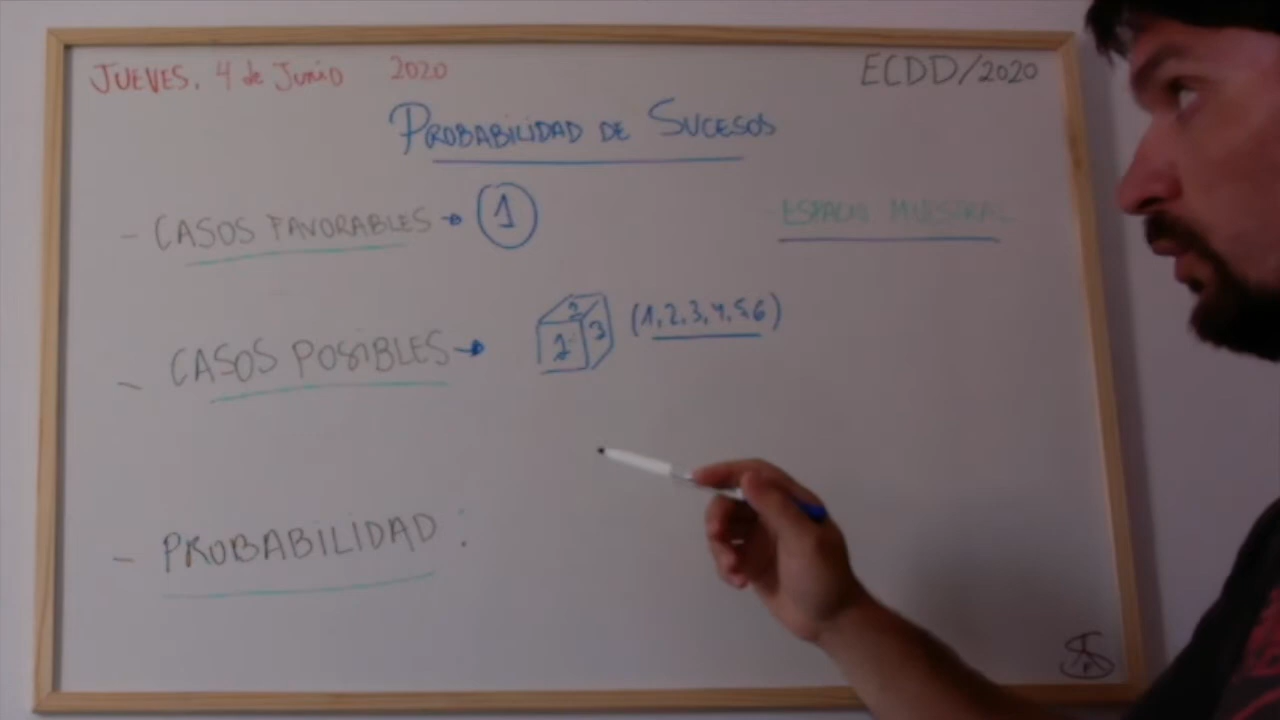 JUEVES, 4 de Junio 2020
ECDD/2020
PROBABILIDAD DE SUCESOS
- CASOS FAVORABLES → 1
ESPACIO MUESTRAL
2
1 3
(1,2,3,4,5,6)
- CASOS POSIBLES →
- PROBABILIDAD :